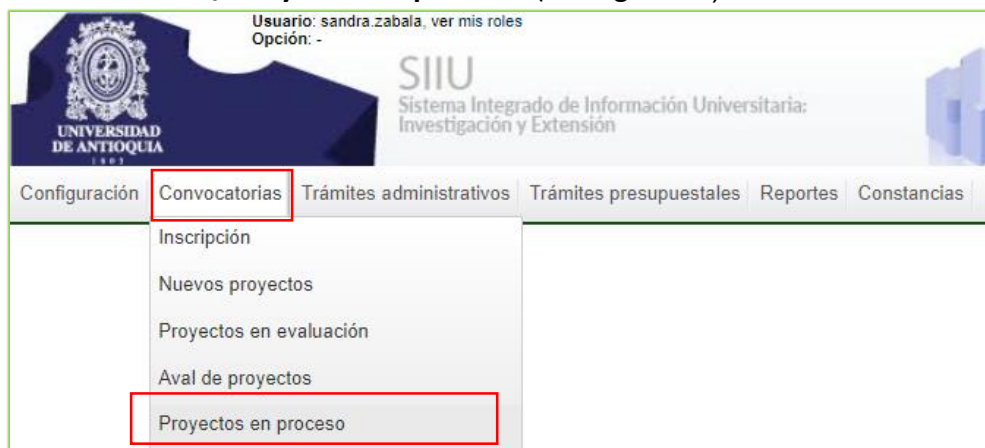 Usuario: sandra.zabala, ver mis roles
Opción: -
SIIU
Sistema Integrado de Información Universitaria:
Investigación y Extensión
UNIVERSIDAD
DE ANTIOQUIA
1803
Configuración Convocatorias Trámites administrativos Trámites presupuestales Reportes Constancias
Inscripción
Nuevos proyectos
Proyectos en evaluación
Aval de proyectos
Proyectos en proceso